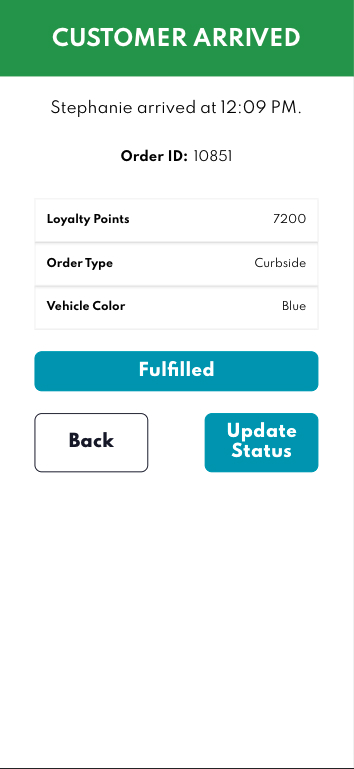 CUSTOMER ARRIVED
Stephanie arrived at 12:09 PM.
Order ID: 10851
Loyalty Points 7200
Order Type Curbside
Vehicle Color Blue
Fulfilled
Back
Update
Status